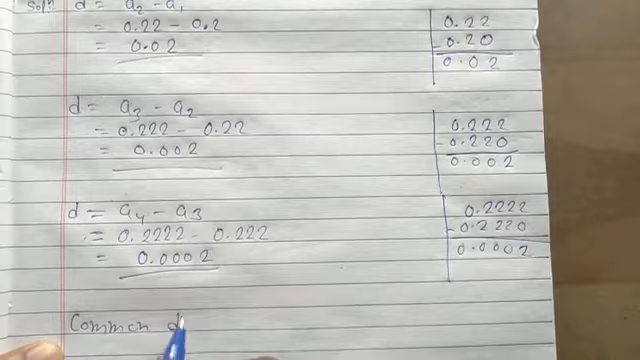 Sol? d = a2 - a1
= 0.22 - 0.2
= 0.02
0.22
- 0.20
0.02
d = a3 - a2
= 0.222 - 0.22
= 0.002
0.222
- 0.220
0.002
d = a4 - a3
= 0.2222 - 0.222
= 0.0002
0.2222
- 0.2220
0.0002
Common d